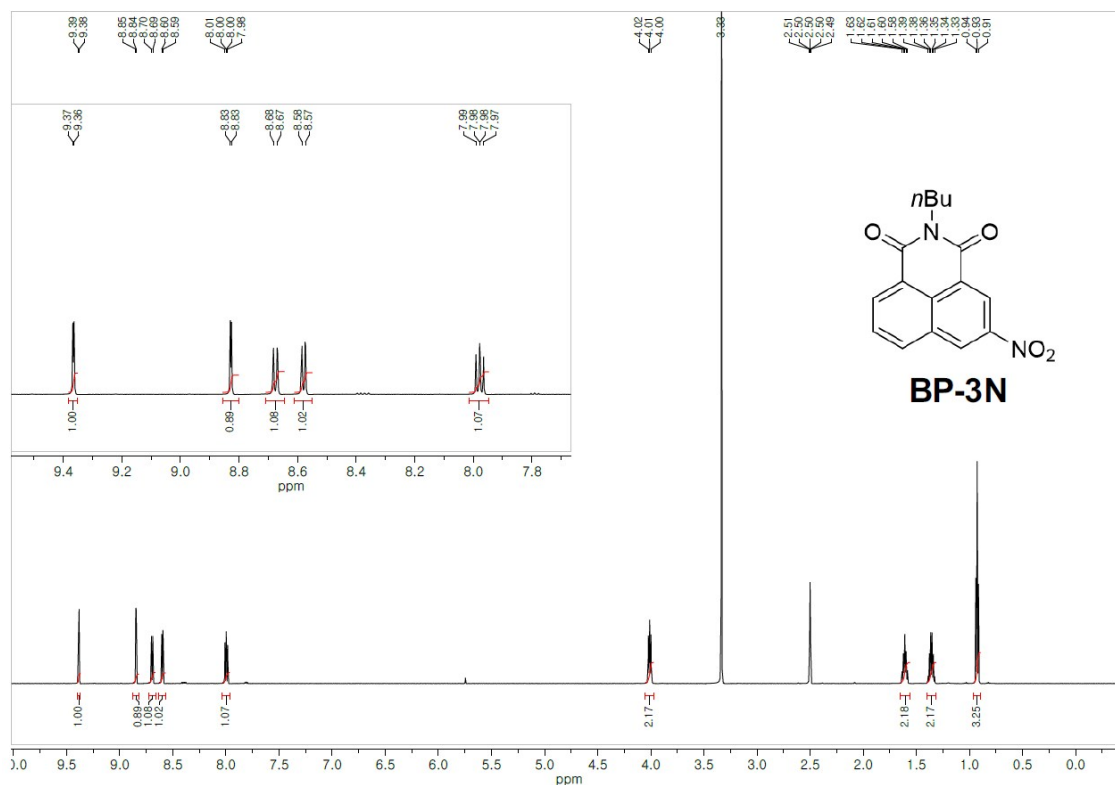 9.39 9.38 8.85 8.84 8.70 8.69 8.60 8.59 8.01 8.00 8.00 7.98 4.02 4.01 4.00 3.33 2.51 2.50 2.50 2.50 2.49 1.63 1.62 1.61 1.60 1.58 1.39 1.38 1.36 1.35 1.34 1.33 0.94 0.93 0.91
9.37 9.36 8.83 8.83 8.68 8.67 8.58 8.57 7.99 7.98 7.98 7.97
nBu
O N O
NO2
BP-3N
1.00 0.89 1.08 1.02 1.07
9.4 9.2 9.0 8.8 8.6 8.4 8.2 8.0 7.8
ppm
1.00 0.89 1.08 1.02 1.07 2.17 2.18 2.17 3.25
0.0 9.5 9.0 8.5 8.0 7.5 7.0 6.5 6.0 5.5 5.0 4.5 4.0 3.5 3.0 2.5 2.0 1.5 1.0 0.5 0.0
ppm